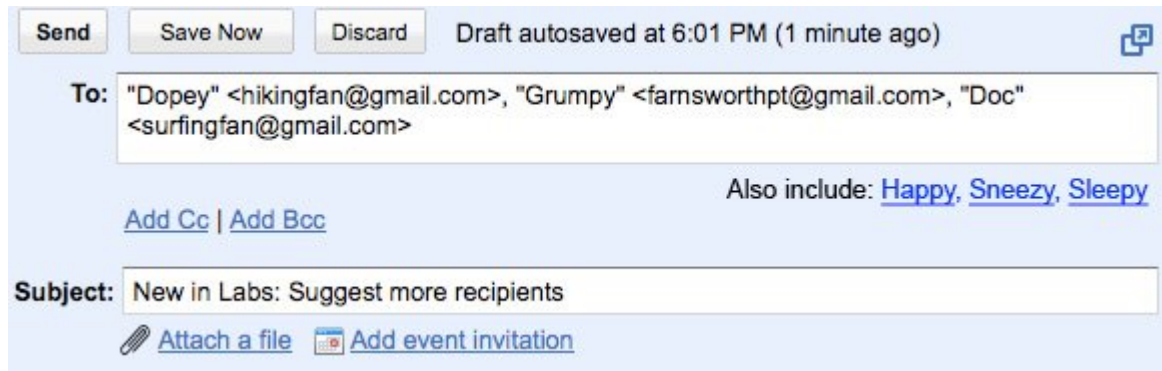 Send Save Now Discard Draft autosaved at 6:01 PM (1 minute ago)
To: "Dopey" <hikingfan@gmail.com>, "Grumpy" <farnsworthpt@gmail.com>, "Doc"
<surfingfan@gmail.com>
Also include: Happy, Sneezy, Sleepy
Add Cc | Add Bcc
Subject: New in Labs: Suggest more recipients
Attach a file Add event invitation